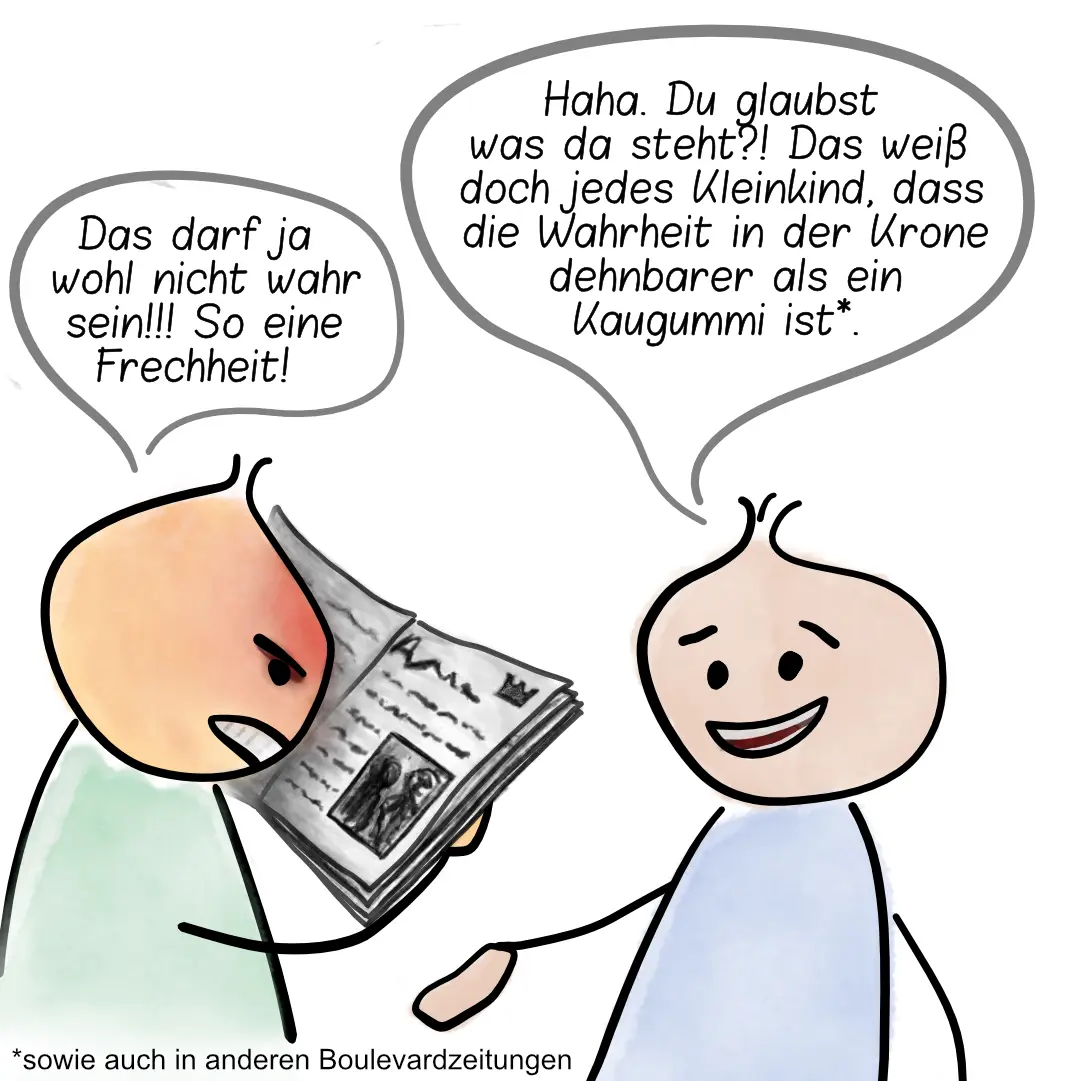 Das darf ja
wohl nicht wahr
sein!!! So eine
Frechheit!
Haha. Du glaubst
was da steht?! Das weiß
doch jedes Kleinkind, dass
die Wahrheit in der Krone
dehnbarer als ein
Kaugummi ist*.
*sowie auch in anderen Boulevardzeitungen